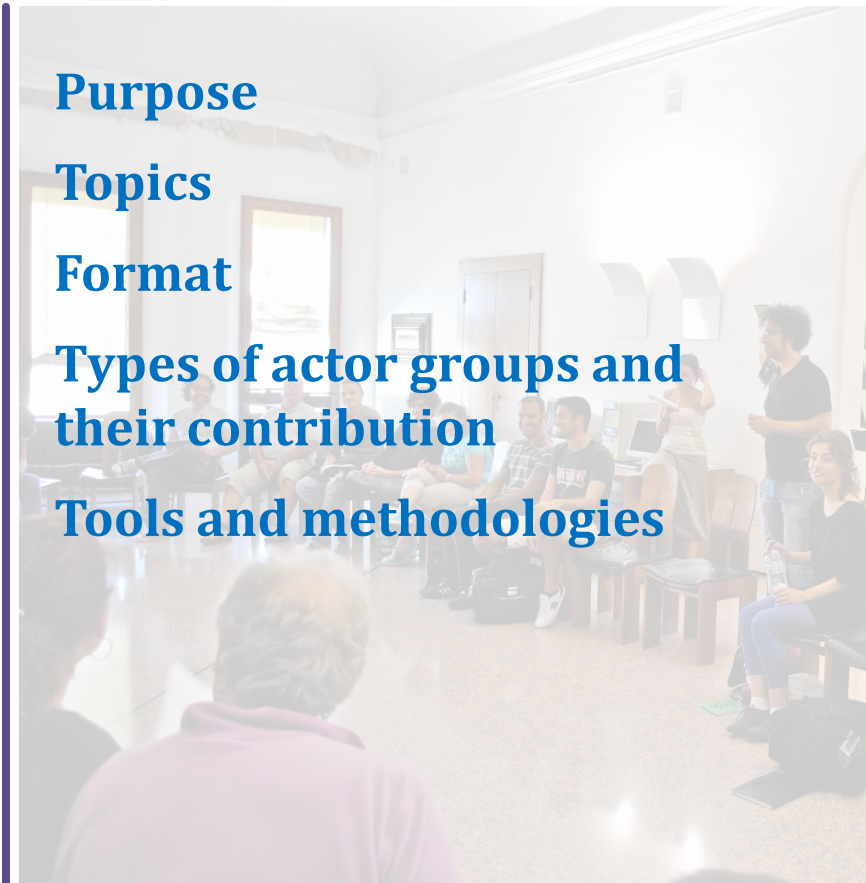 Purpose
Topics
Format
Types of actor groups and
their contribution
Tools and methodologies